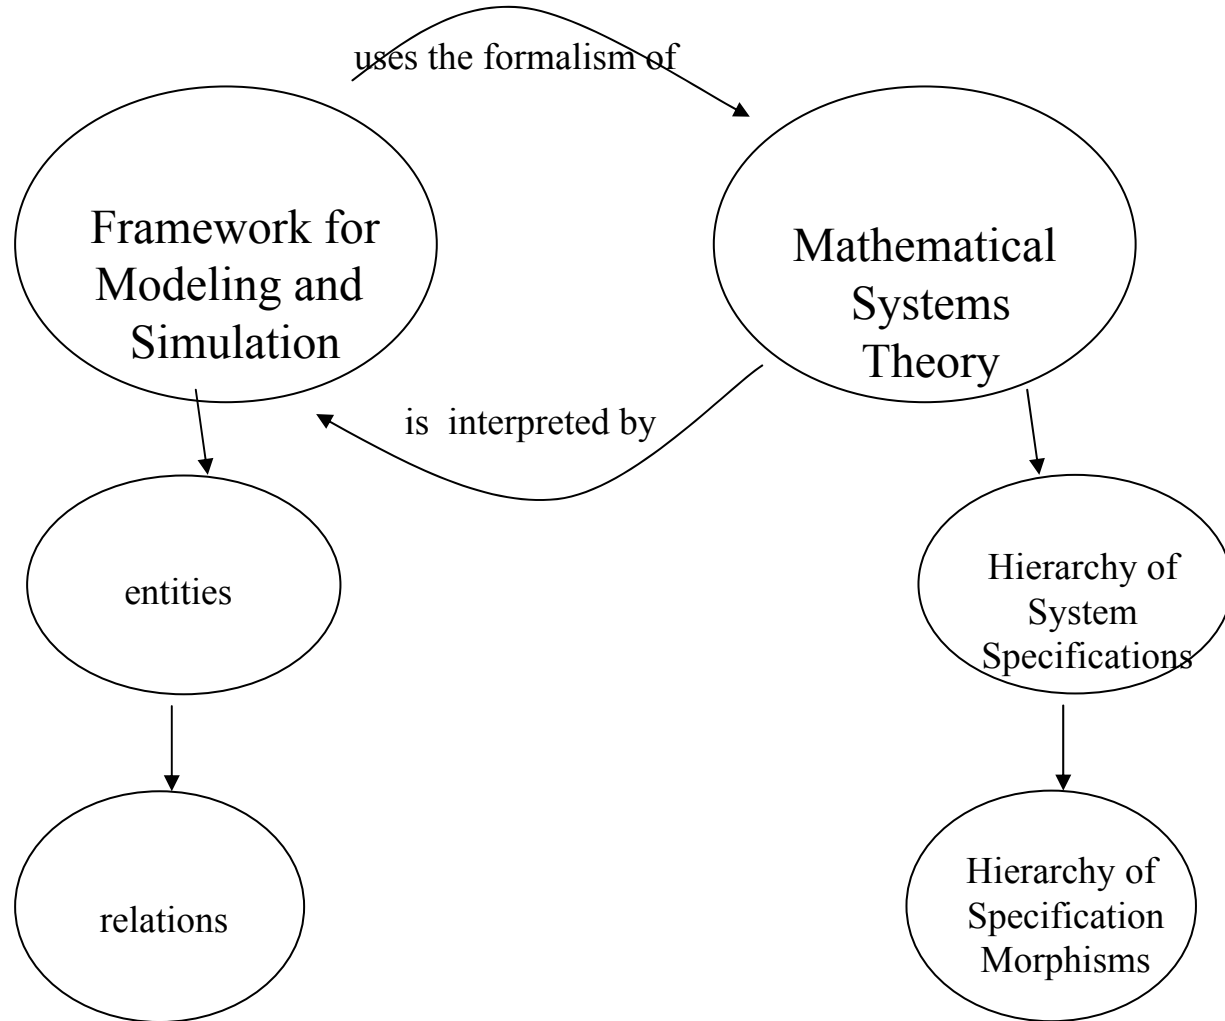 uses the formalism of
Framework for
Modeling and
Simulation
Mathematical
Systems
Theory
is interpreted by
entities
Hierarchy of
System
Specifications
relations
Hierarchy of
Specification
Morphisms